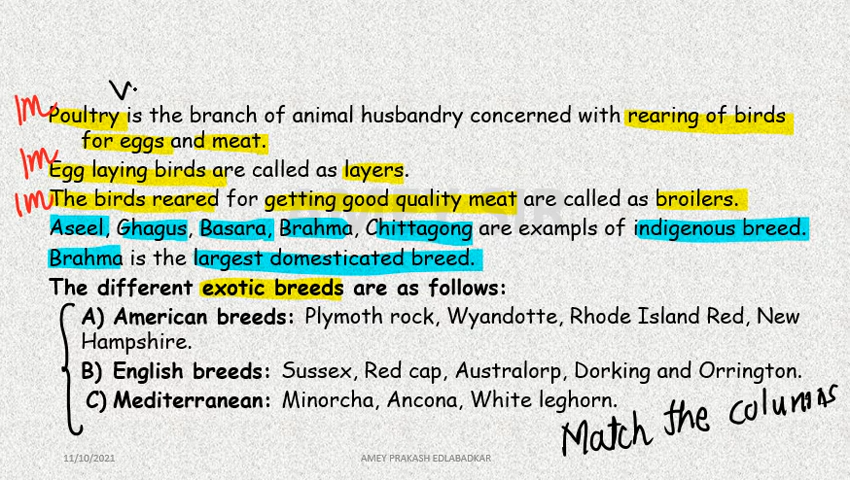 V.
1M Poultry is the branch of animal husbandry concerned with rearing of birds
for eggs and meat.
1M Egg laying birds are called as layers.
1M The birds reared for getting good quality meat are called as broilers.
Aseel, Ghagus, Basara, Brahma, Chittagong are exampls of indigenous breed.
Brahma is the largest domesticated breed.
The different exotic breeds are as follows:
A) American breeds: Plymoth rock, Wyandotte, Rhode Island Red, New
Hampshire.
B) English breeds: Sussex, Red cap, Australorp, Dorking and Orrington.
C) Mediterranean: Minorcha, Ancona, White leghorn.
Match the columns
11/10/2021 AMEY PRAKASH EDLABADKAR